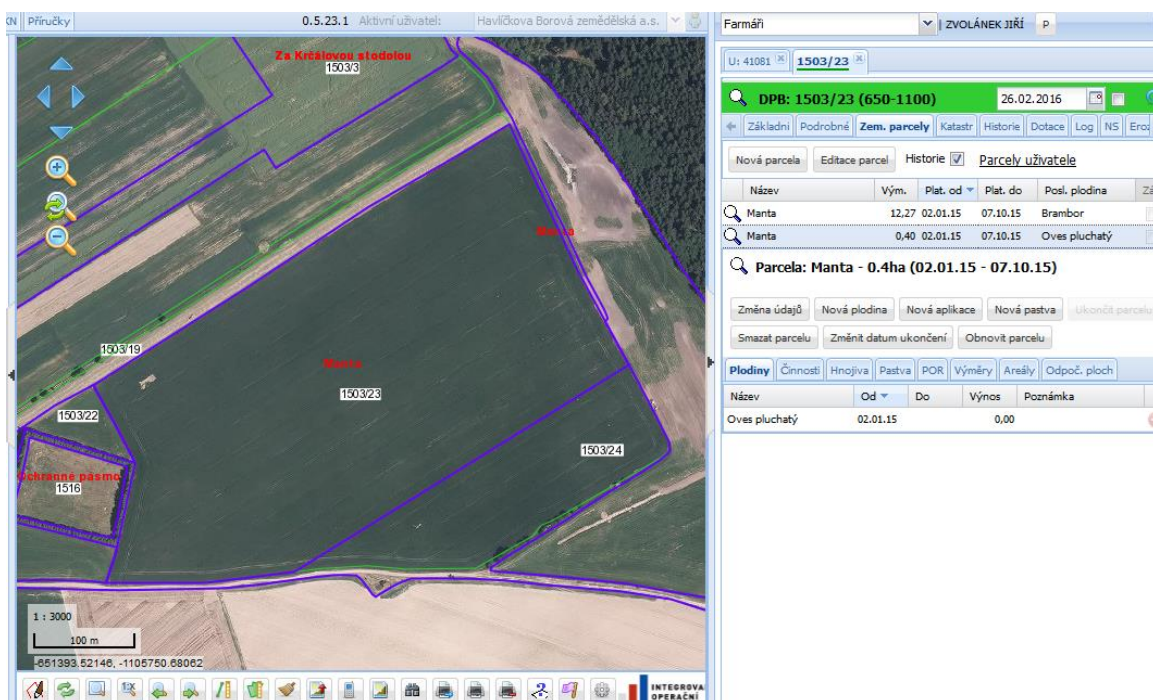 KN Příručky 0.5.23.1 Aktivní uživatel: Havlíčkova Borová zemědělská a.s.
Za Krčálovou stodolou
1503/3
Manta
1503/19
Manta
1503/23
1503/22
1503/24
Ochranné pásmo
1516
1 : 3000
100 m
-651393.52146, -1105750.68062
INTEGROVA
OPERAČNÍ
Farmáři | ZVOLÁNEK JIŘÍ P
U: 41081 1503/23
DPB: 1503/23 (650-1100) 26.02.2016
Základní Podrobné Zem. parcely Katastr Historie Dotace Log NS Eroz
Nová parcela Editace parcel Historie Parcely uživatele
Název Vým. Plat. od Plat. do Posl. plodina Zá
Manta 12,27 02.01.15 07.10.15 Brambor
Manta 0,40 02.01.15 07.10.15 Oves pluchatý
Parcela: Manta - 0.4ha (02.01.15 - 07.10.15)
Změna údajů Nová plodina Nová aplikace Nová pastva Ukončit parcelu
Smazat parcelu Změnit datum ukončení Obnovit parcelu
Plodiny Činnosti Hnojiva Pastva POR Výměry Areály Odpoč. ploch
Název Od Do Výnos Poznámka
Oves pluchatý 02.01.15 0,00